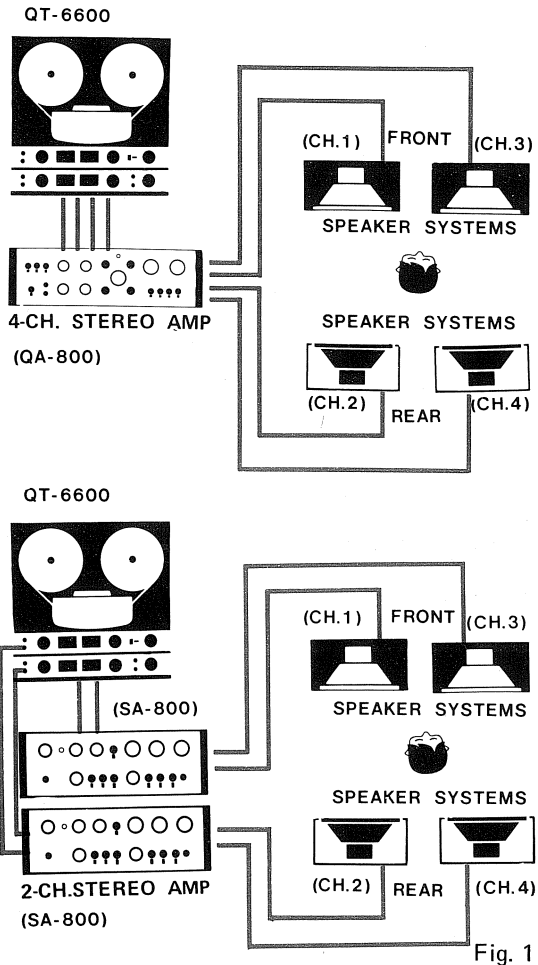 QT-6600
(CH.1) FRONT (CH.3)
SPEAKER SYSTEMS
4-CH. STEREO AMP
(QA-800)
SPEAKER SYSTEMS
(CH.2) REAR (CH.4)
QT-6600
(CH.1) FRONT (CH.3)
SPEAKER SYSTEMS
(SA-800)
SPEAKER SYSTEMS
2-CH.STEREO AMP
(SA-800)
(CH.2) REAR (CH.4)
Fig. 1